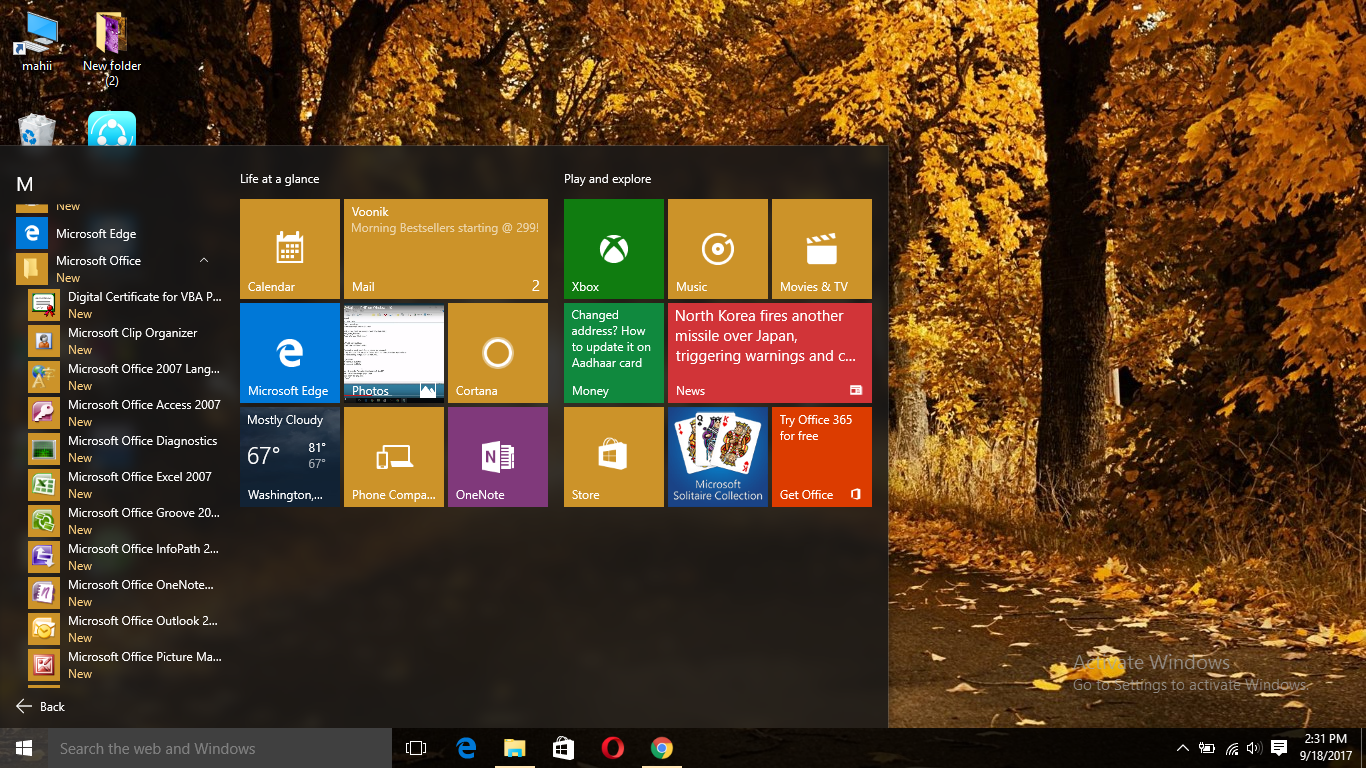 mahii
New folder
(2)
M
New
Microsoft Edge
Microsoft Office
New
Digital Certificate for VBA P...
New
Microsoft Clip Organizer
New
Microsoft Office 2007 Lang...
New
Microsoft Office Access 2007
New
Microsoft Office Diagnostics
New
Microsoft Office Excel 2007
New
Microsoft Office Groove 20...
New
Microsoft Office InfoPath 2...
New
Microsoft Office OneNote...
New
Microsoft Office Outlook 2...
New
Microsoft Office Picture Ma...
New
Back
Life at a glance
Calendar
Voonik
Morning Bestsellers starting @ 299!
Mail
2
Microsoft Edge
Photos
Cortana
Mostly Cloudy
67° 81°
67°
Washington,...
Phone Compa...
OneNote
Play and explore
Xbox
Music
Movies & TV
Changed
address? How
to update it on
Aadhaar card
Money
North Korea fires another
missile over Japan,
triggering warnings and c...
News
Store
Microsoft
Solitaire Collection
Try Office 365
for free
Get Office
Activate Windows
Go to Settings to activate Windows.
Search the web and Windows
2:31 PM
9/18/2017